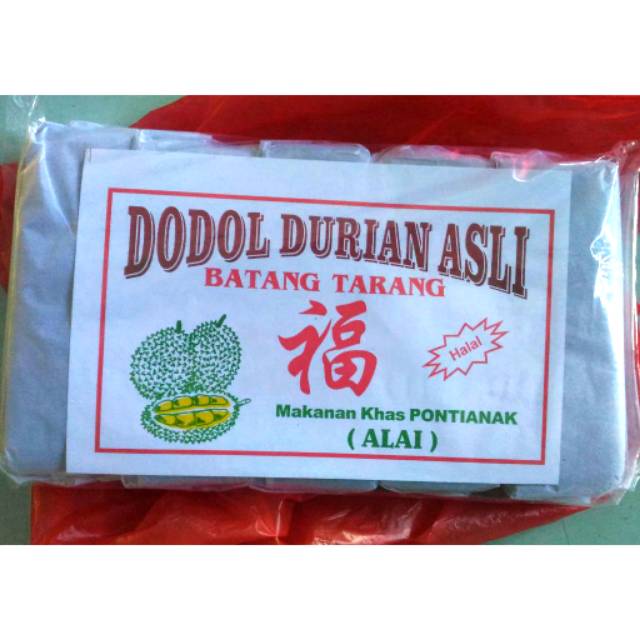 DODOL DURIAN ASLI
BATANG TARANG
福
Halal
Makanan Khas PONTIANAK
( ALAI )